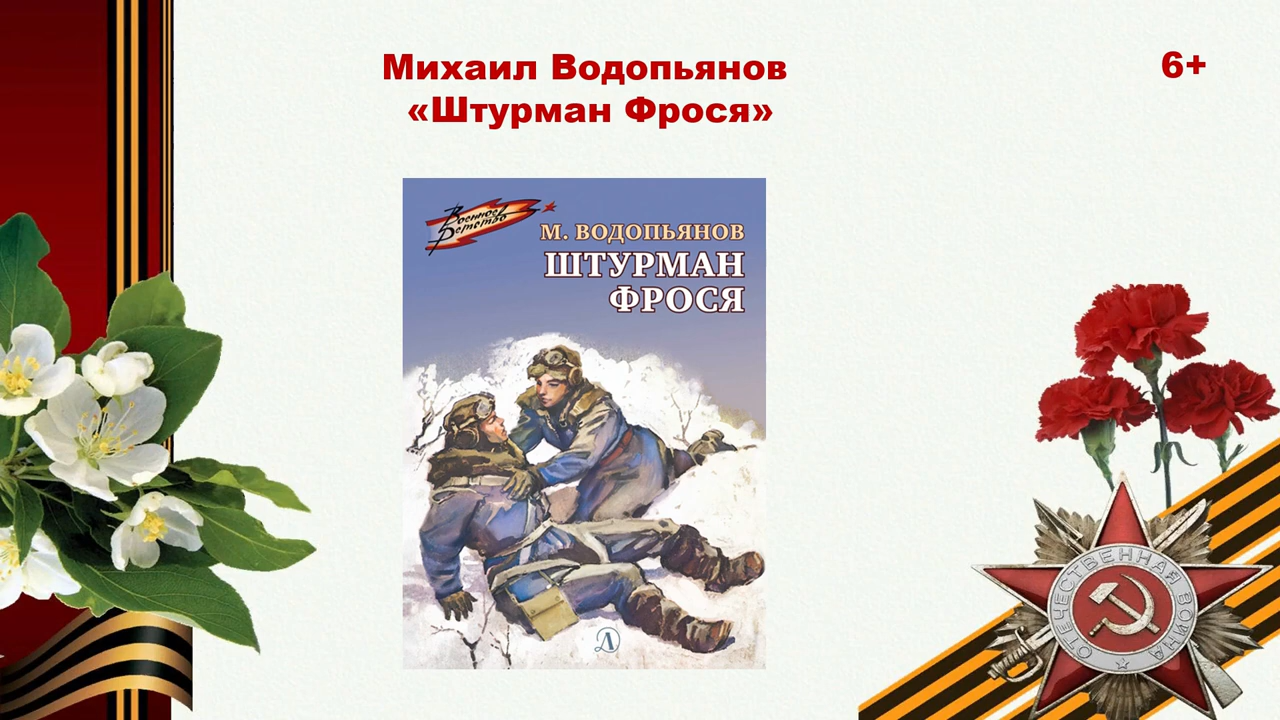 Михаил Водопьянов
«Штурман Фрося»
6+
Военное
детство
М. ВОДОПЬЯНОВ
ШТУРМАН
ФРОСЯ
Д
ОТЕЧЕСТВЕННАЯ ВОЙНА